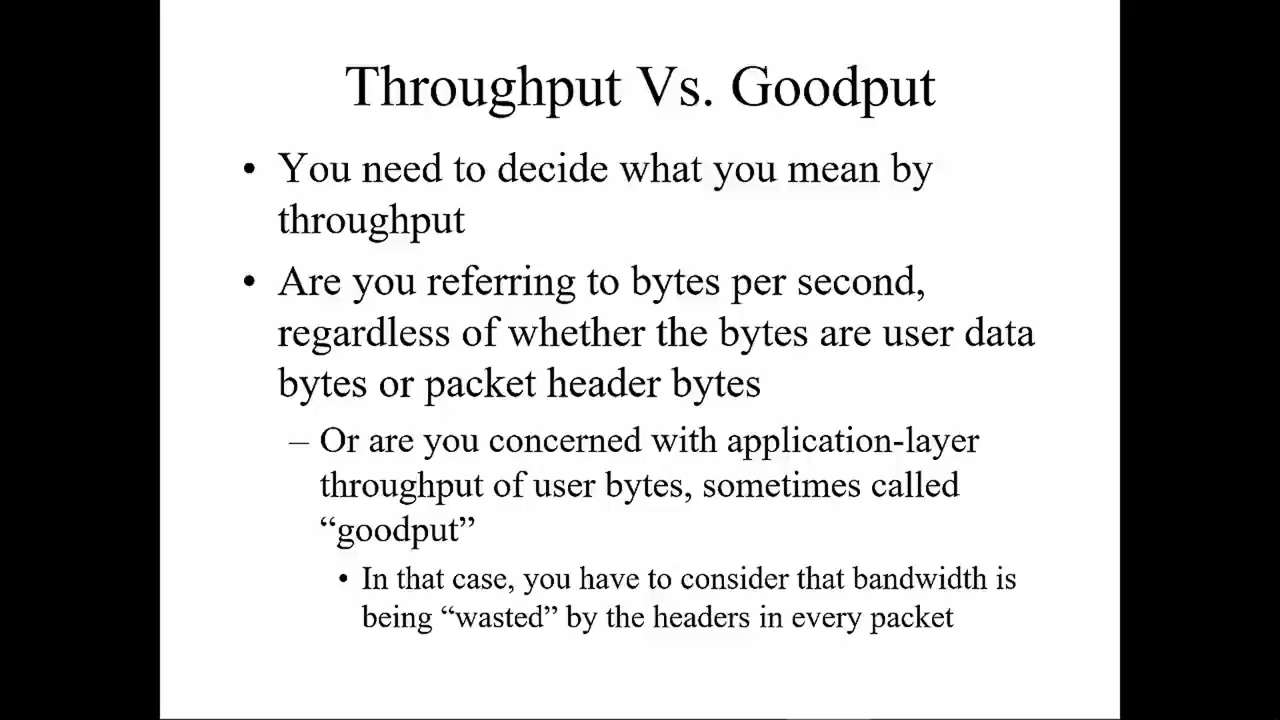 Throughput Vs. Goodput
• You need to decide what you mean by
throughput
• Are you referring to bytes per second,
regardless of whether the bytes are user data
bytes or packet header bytes
– Or are you concerned with application-layer
throughput of user bytes, sometimes called
“goodput”
• In that case, you have to consider that bandwidth is
being “wasted” by the headers in every packet